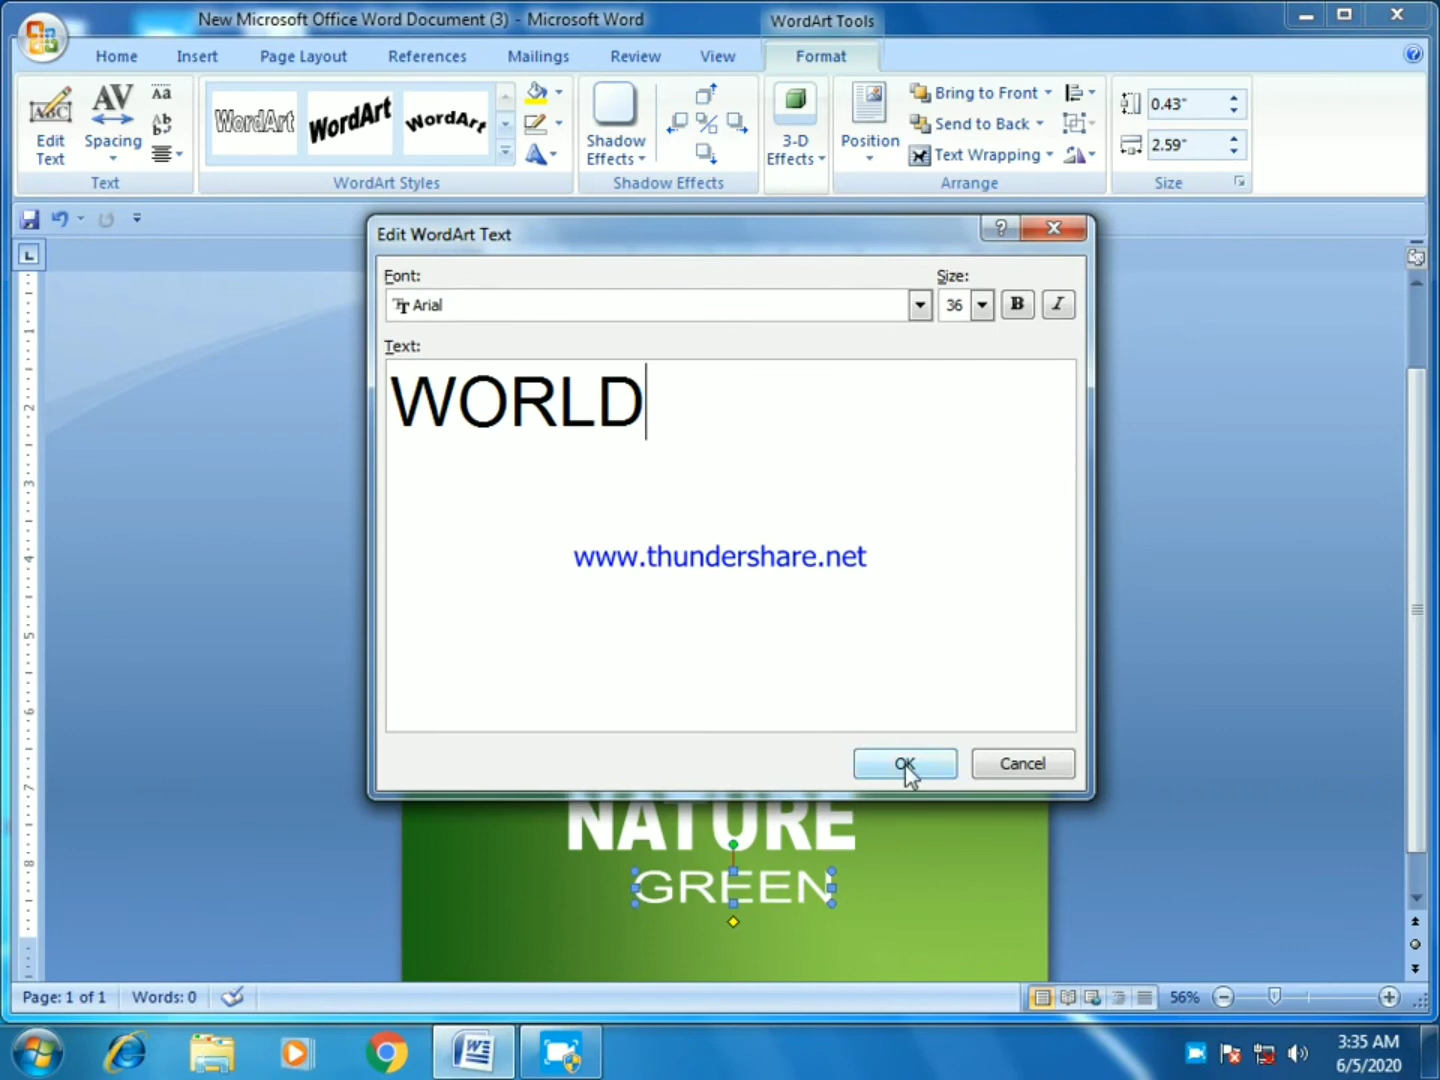 New Microsoft Office Word Document (3) - Microsoft Word
WordArt Tools
Home Insert Page Layout References Mailings Review View Format
Edit Text
Spacing
Aa
WordArt WordArt WordArt
Shadow Effects
3-D Effects
Position
Bring to Front
Send to Back
Text Wrapping
0.43"
2.59"
Text WordArt Styles Shadow Effects Arrange Size
Edit WordArt Text
Font: Size:
Arial 36 B I
Text:
WORLD
www.thundershare.net
OK Cancel
NATURE
GREEN
Page: 1 of 1 Words: 0 56%
3:35 AM
6/5/2020